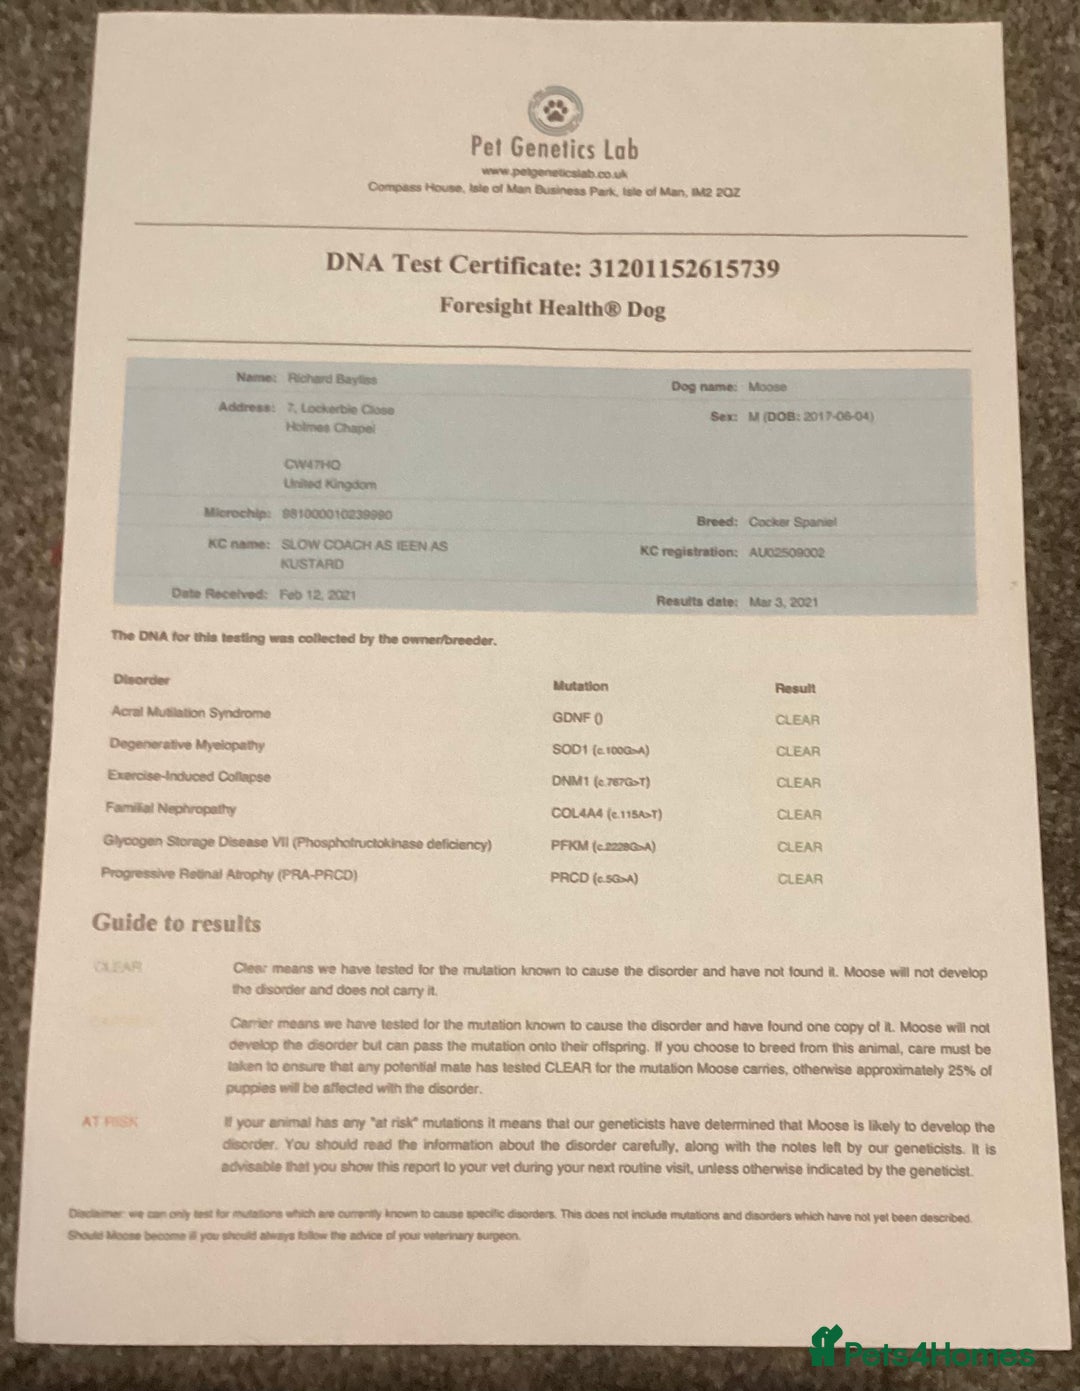 Pet Genetics Lab
www.petgeneticslab.co.uk
Compass House, Isle of Man Business Park, Isle of Man, IM2 2QZ
DNA Test Certificate: 31201152615739
Foresight Health® Dog
Name: Richard Bayliss
Dog name: Moose
Address: 7, Lockerbie Close
Sex: M (DOB: 2017-06-04)
Holmes Chapel
CW47HQ
United Kingdom
Microchip: 981000010239990
Breed: Cocker Spaniel
KC name: SLOW COACH AS IEEN AS
KC registration: AU02509002
KUSTARD
Date Received: Feb 12, 2021
Results date: Mar 3, 2021
The DNA for this testing was collected by the owner/breeder.
Disorder Mutation Result
Acral Mutilation Syndrome GDNF () CLEAR
Degenerative Myelopathy SOD1 (c.100G>A) CLEAR
Exercise-Induced Collapse DNM1 (c.767G>T) CLEAR
Familial Nephropathy COL4A4 (c.115A>T) CLEAR
Glycogen Storage Disease VII (Phosphofructokinase deficiency) PFKM (c.2228G>A) CLEAR
Progressive Retinal Atrophy (PRA-PRCD) PRCD (c.5G>A) CLEAR
Guide to results
CLEAR Clear means we have tested for the mutation known to cause the disorder and have not found it. Moose will not develop
the disorder and does not carry it.
Carrier means we have tested for the mutation known to cause the disorder and have found one copy of it. Moose will not
develop the disorder but can pass the mutation onto their offspring. If you choose to breed from this animal, care must be
taken to ensure that any potential mate has tested CLEAR for the mutation Moose carries, otherwise approximately 25% of
puppies will be affected with the disorder.
AT RISK If your animal has any "at risk" mutations it means that our geneticists have determined that Moose is likely to develop the
disorder. You should read the information about the disorder carefully, along with the notes left by our geneticists. It is
advisable that you show this report to your vet during your next routine visit, unless otherwise indicated by the geneticist.
Disclaimer: we can only test for mutations which are currently known to cause specific disorders. This does not include mutations and disorders which have not yet been described.
Should Moose become ill you should always follow the advice of your veterinary surgeon.
Pets4Homes